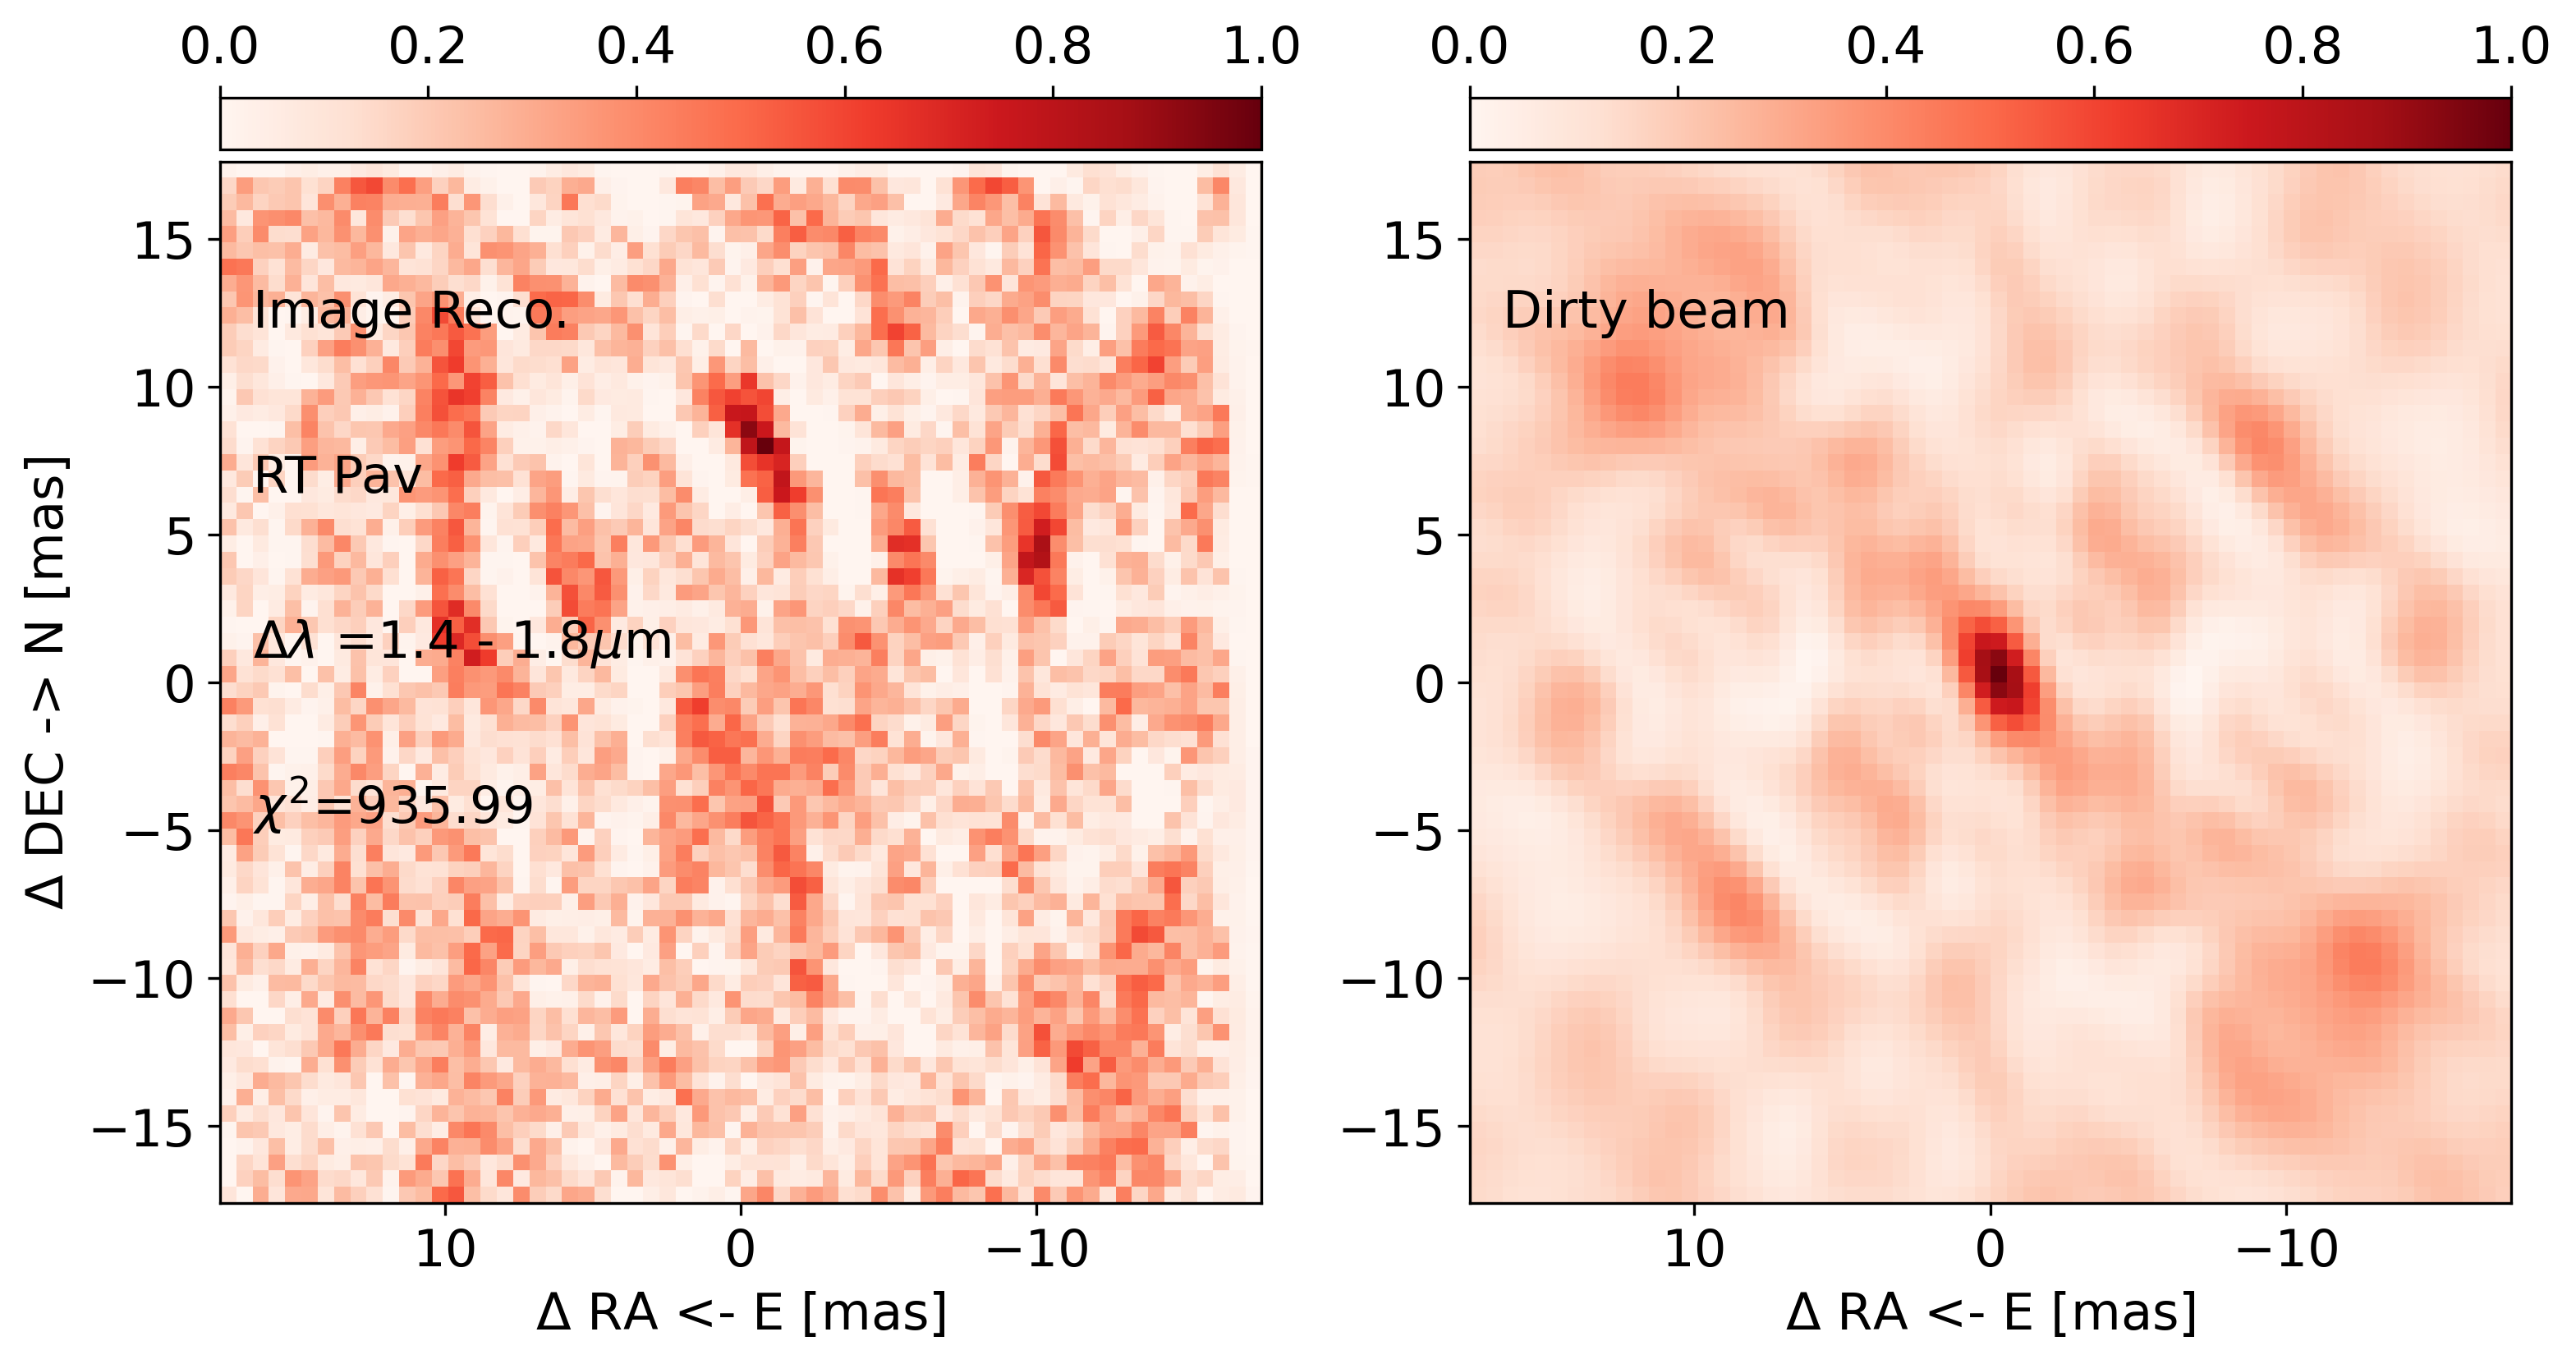 0.0 0.2 0.4 0.6 0.8 1.0
0.0 0.2 0.4 0.6 0.8 1.0
Δ DEC -> N [mas]
15
10
5
0
−5
−10
−15
Image Reco.
RT Pav
Δλ =1.4 - 1.8μm
χ²=935.99
10 0 −10
Δ RA <- E [mas]
15
10
5
0
−5
−10
−15
Dirty beam
10 0 −10
Δ RA <- E [mas]